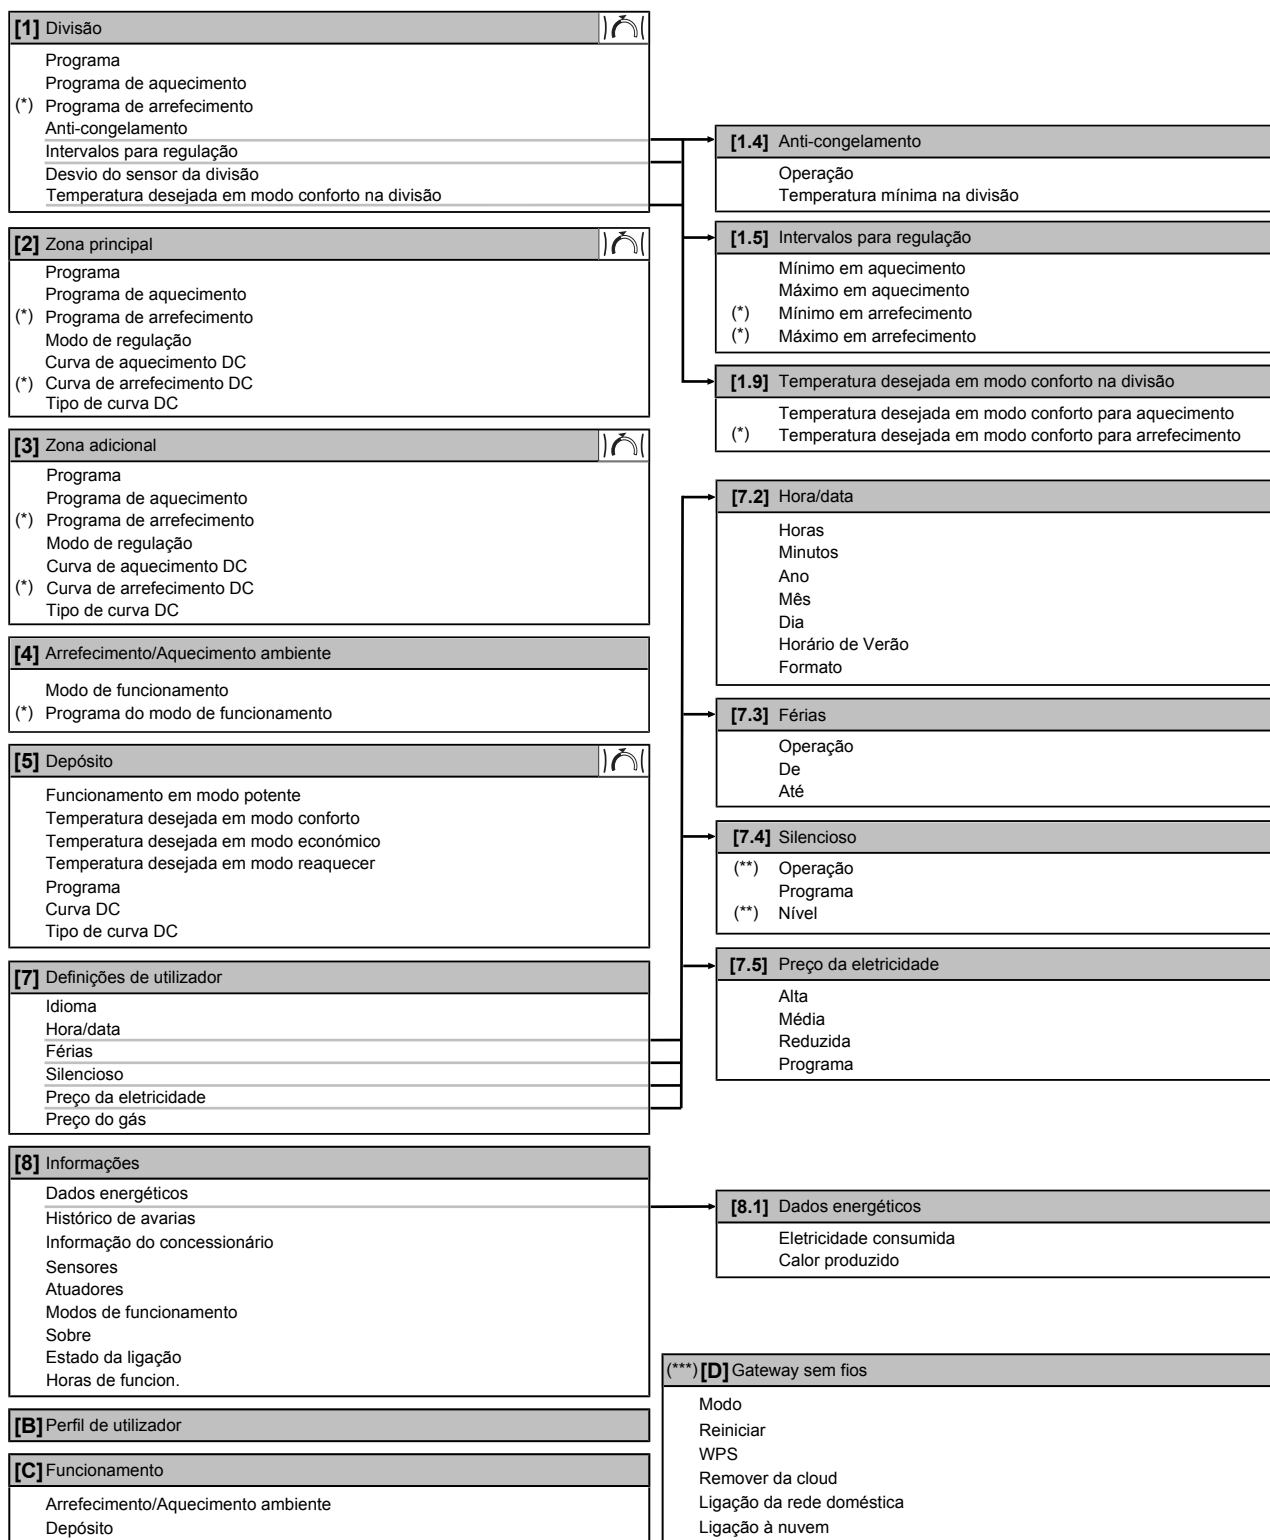 [1] Divisão
Programa
Programa de aquecimento
(*) Programa de arrefecimento
Anti-congelamento
Intervalos para regulação
Desvio do sensor da divisão
Temperatura desejada em modo conforto na divisão
[2] Zona principal
Programa
Programa de aquecimento
(*) Programa de arrefecimento
Modo de regulação
Curva de aquecimento DC
(*) Curva de arrefecimento DC
Tipo de curva DC
[3] Zona adicional
Programa
Programa de aquecimento
(*) Programa de arrefecimento
Modo de regulação
Curva de aquecimento DC
(*) Curva de arrefecimento DC
Tipo de curva DC
[4] Arrefecimento/Aquecimento ambiente
Modo de funcionamento
(*) Programa do modo de funcionamento
[5] Depósito
Funcionamento em modo potente
Temperatura desejada em modo conforto
Temperatura desejada em modo económico
Temperatura desejada em modo reaquecer
Programa
Curva DC
Tipo de curva DC
[7] Definições de utilizador
Idioma
Hora/data
Férias
Silencioso
Preço da eletricidade
Preço do gás
[8] Informações
Dados energéticos
Histórico de avarias
Informação do concessionário
Sensores
Atuadores
Modos de funcionamento
Sobre
Estado da ligação
Horas de funcion.
[B] Perfil de utilizador
[C] Funcionamento
Arrefecimento/Aquecimento ambiente
Depósito
[1.4] Anti-congelamento
Operação
Temperatura mínima na divisão
[1.5] Intervalos para regulação
Mínimo em aquecimento
Máximo em aquecimento
(*) Mínimo em arrefecimento
(*) Máximo em arrefecimento
[1.9] Temperatura desejada em modo conforto na divisão
Temperatura desejada em modo conforto para aquecimento
(*) Temperatura desejada em modo conforto para arrefecimento
[7.2] Hora/data
Horas
Minutos
Ano
Mês
Dia
Horário de Verão
Formato
[7.3] Férias
Operação
De
Até
[7.4] Silencioso
(**) Operação
Programa
(**) Nível
[7.5] Preço da eletricidade
Alta
Média
Reduzida
Programa
[8.1] Dados energéticos
Eletricidade consumida
Calor produzido
(***) [D] Gateway sem fios
Modo
Reiniciar
WPS
Remover da cloud
Ligação da rede doméstica
Ligação à nuvem